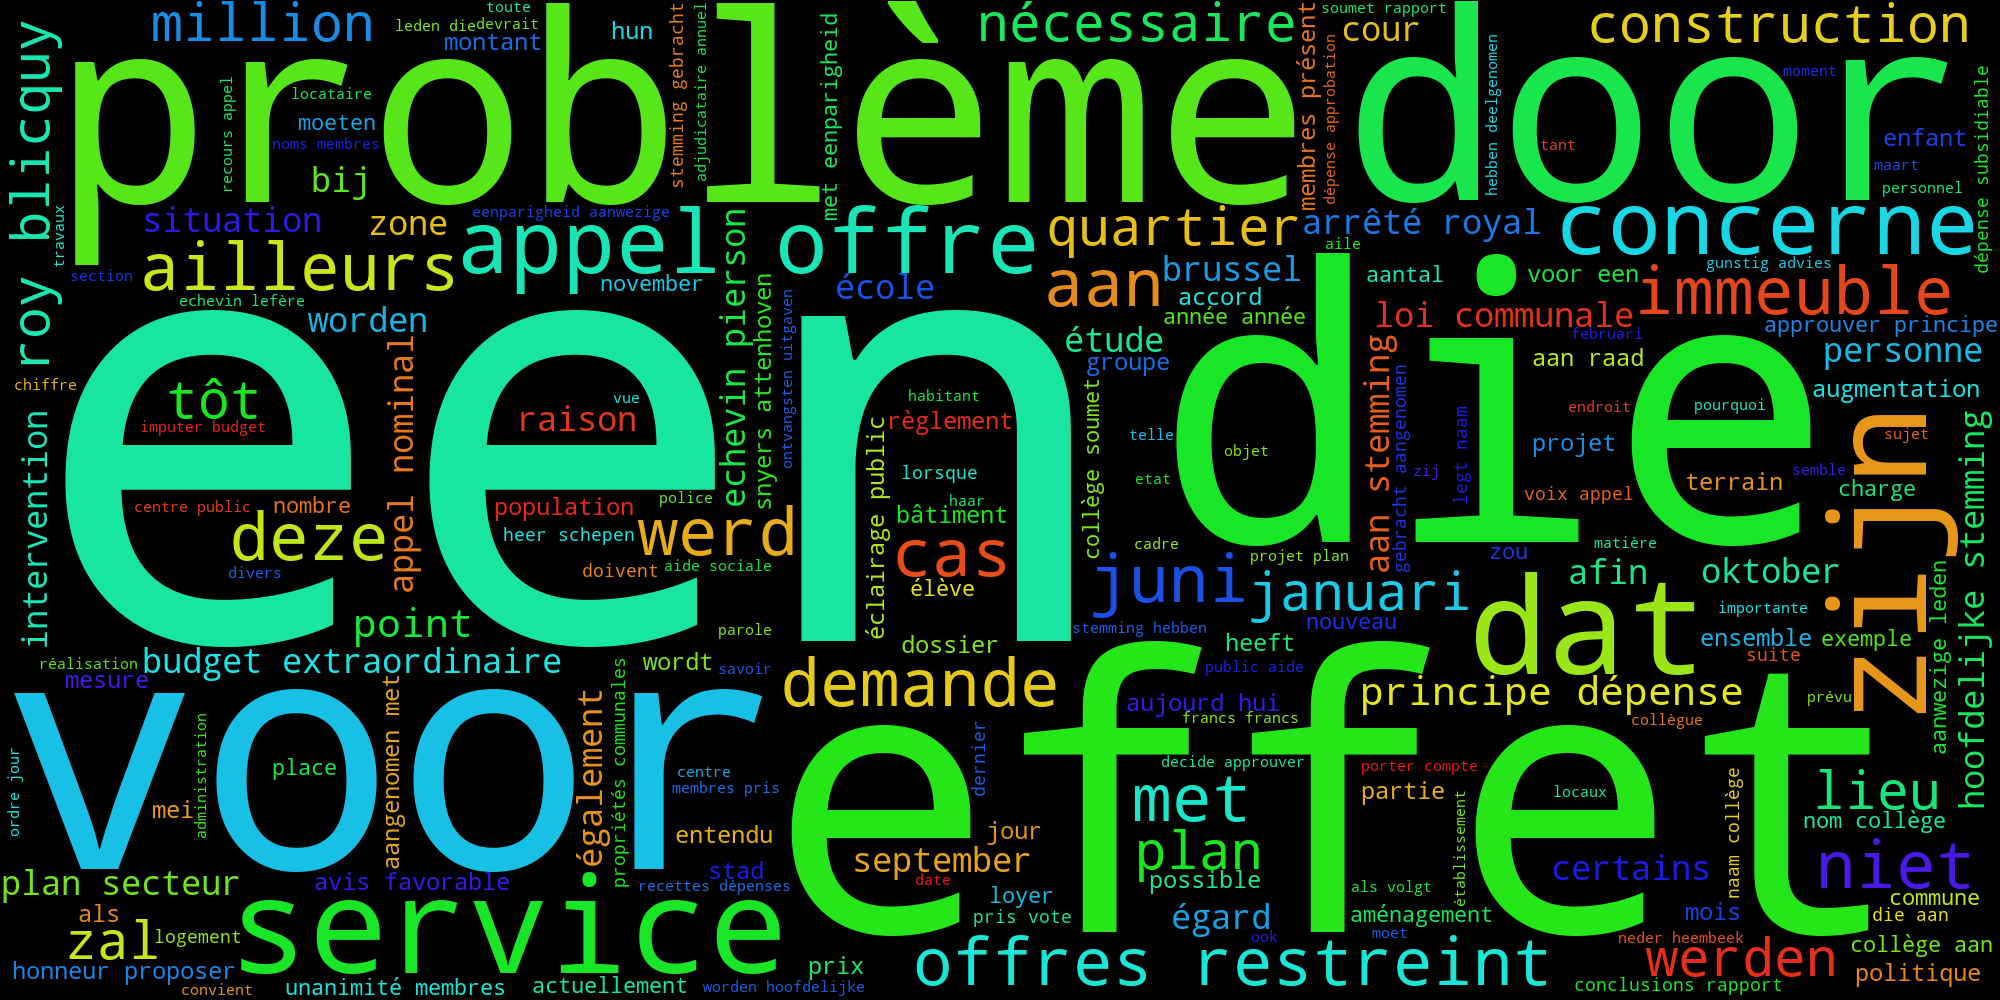 problème
door
een
die
voor
effet
service
million
nécessaire
construction
cour
soumet rapport
toute
leden die
devrait
montant
hun
locataire
moeten
noms membres
bij
recours appel
stemming gebracht
adjudicataire annuel
met eenparigheid
membres présent
dépense approbation
hebben deelgenomen
tant
moment
enfant
maart
personnel
dépense subsidiable
roy blicquy
travaux
situation
zone
eenparigheid aanwezige
appel offre
quartier
arrêté royal
concerne
section
ailleurs
november
echevin pierson
école
aan
brussel
aile
aantal
voor een
gunstig advies
immeuble
echevin lefère
worden
snyers attenhoven
ontvangsten uitgaven
accord
année année
loi communale
februari
approuver principe
étude
groupe
aan raad
personne
chiffre
tôt
imputer budget
appel nominal
raison
vue
habitant
règlement
éclairage public
collège soumet
telle
aan stemming
gebracht aangenomen
legt naam
endroit
pourquoi
augmentation
projet
sujet
objet
intervention
centre public
nombre
population
police
lorsque
haar
etat
zij
voix appel
terrain
semble
charge
zijn
hoofdelijke stemming
deze
heer schepen
werd
bâtiment
cas
cadre
projet plan
zou
matière
divers
doivent
aide sociale
élève
juni
januari
afin
oktober
aanwezige leden
point
parole
dossier
stemming hebben
heeft
nouveau
dat
importante
ensemble
exemple
suite
réalisation
budget extraordinaire
wordt
savoir
mesure
demande
public aide
aujourd hui
francs francs
principe dépense
collègue
prévu
ordre jour
administration
place
aangenomen met
également
propriétés communales
centre
membres pris
dernier
decide approuver
porter compte
partie
locaux
établissement
naam collège
lieu
nom collège
mei
entendu
jour
met
plan
plan secteur
avis favorable
stad
recettes dépenses
september
date
possible
als volgt
certains
niet
commune
loyer
pris vote
égard
ook
aménagement
moet
mois
die aan
als
zal
logement
honneur proposer
convient
unanimité membres
actuellement
prix
worden hoofdelijke
offres restreint
neder heembeek
werden
collège aan
politique
conclusions rapport